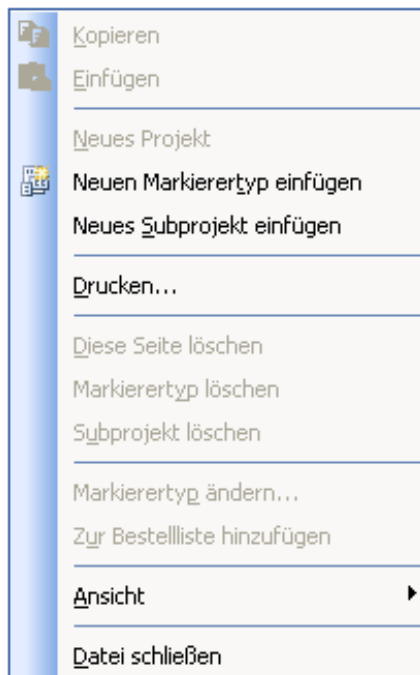 Kopieren
Einfügen
Neues Projekt
Neuen Markierertyp einfügen
Neues Subprojekt einfügen
Drucken...
Diese Seite löschen
Markierertyp löschen
Subprojekt löschen
Markierertyp ändern...
Zur Bestellliste hinzufügen
Ansicht
Datei schließen